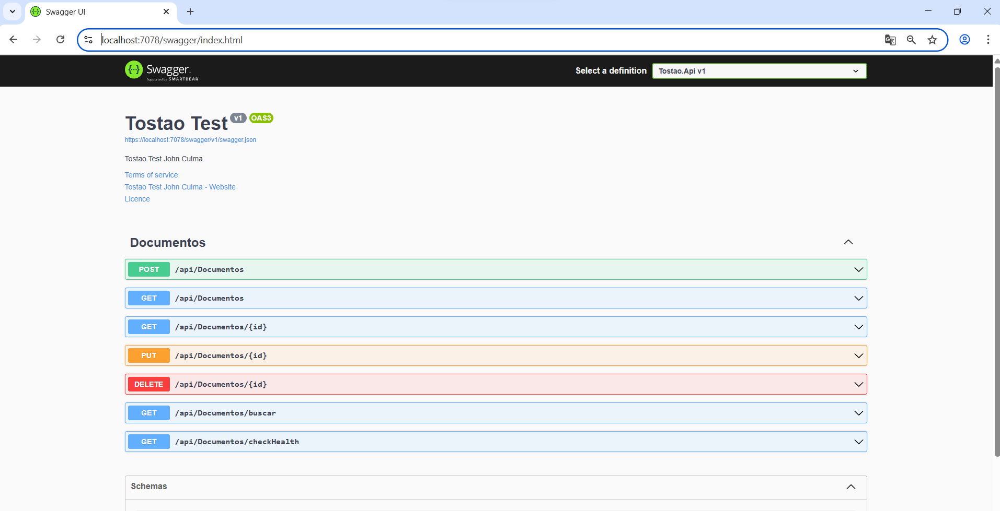 Swagger UI
localhost:7078/swagger/index.html
Swagger
Supported by SMARTBEAR
Select a definition
Tostao.Api v1
Tostao Test v1 OAS3
https://localhost:7078/swagger/v1/swagger.json
Tostao Test John Culma
Terms of service
Tostao Test John Culma - Website
Licence
Documentos
POST /api/Documentos
GET /api/Documentos
GET /api/Documentos/{id}
PUT /api/Documentos/{id}
DELETE /api/Documentos/{id}
GET /api/Documentos/buscar
GET /api/Documentos/checkHealth
Schemas